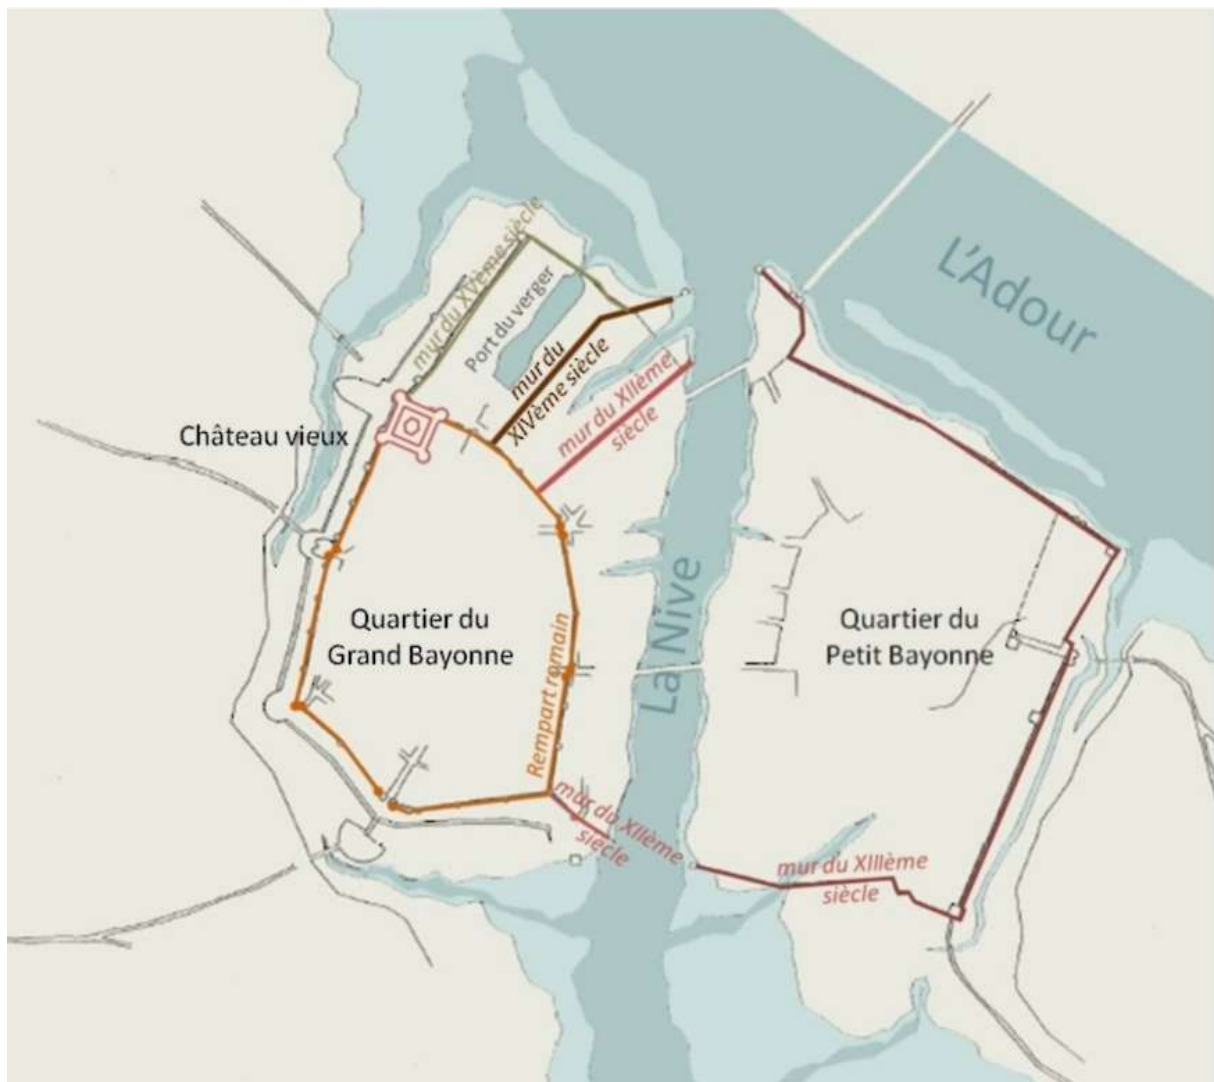 mur du XVème siècle
Port du verger
mur du
XIVème siècle
mur du XIIème
siècle
L'Adour
Château vieux
Quartier du
Grand Bayonne
Rempart romain
La Nive
Quartier du
Petit Bayonne
mur du XIIème
siècle
mur du XIIIème
siècle